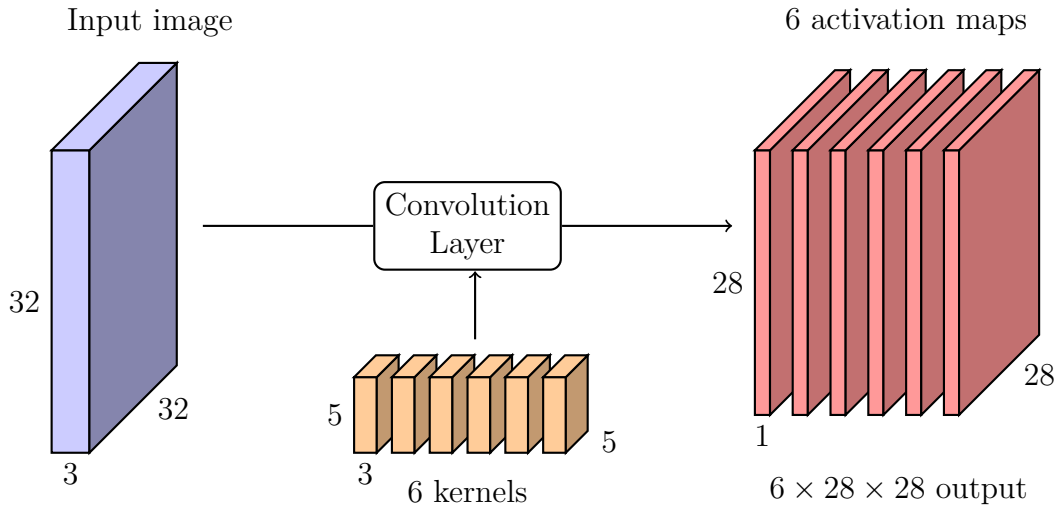 Input image
6 activation maps
Convolution
Layer
32
32
3
5
3
5
6 kernels
28
28
1
6 × 28 × 28 output